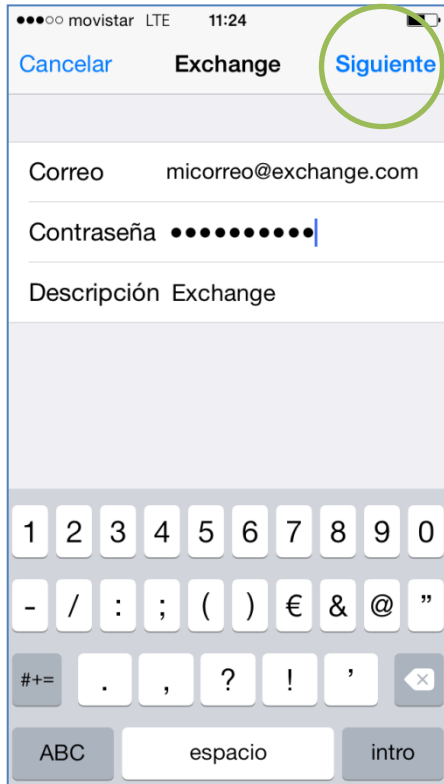 movistar LTE 11:24
Cancelar Exchange Siguiente
Correo micorreo@exchange.com
Contraseña ••••••••••
Descripción Exchange
1 2 3 4 5 6 7 8 9 0
- / : ; ( ) € & @ ”
#+= . , ? ! ’
ABC espacio intro